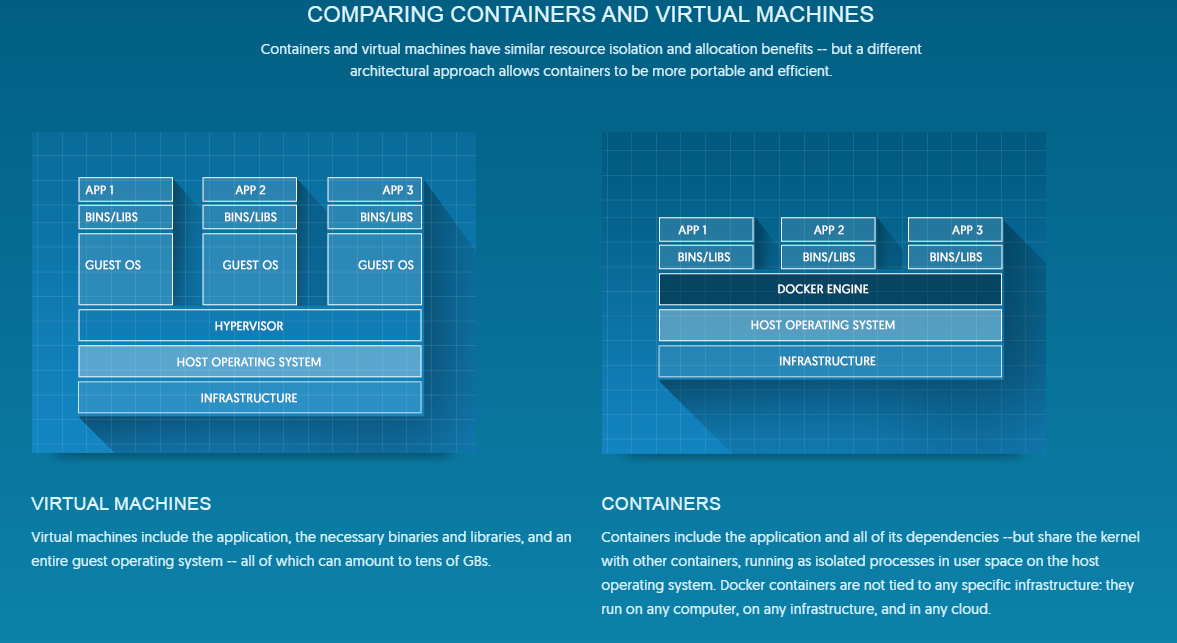 COMPARING CONTAINERS AND VIRTUAL MACHINES
Containers and virtual machines have similar resource isolation and allocation benefits -- but a different
architectural approach allows containers to be more portable and efficient.
APP 1
APP 2
APP 3
BINS/LIBS
BINS/LIBS
BINS/LIBS
GUEST OS
GUEST OS
GUEST OS
HYPERVISOR
HOST OPERATING SYSTEM
INFRASTRUCTURE
VIRTUAL MACHINES
Virtual machines include the application, the necessary binaries and libraries, and an
entire guest operating system -- all of which can amount to tens of GBs.
APP 1
APP 2
APP 3
BINS/LIBS
BINS/LIBS
BINS/LIBS
DOCKER ENGINE
HOST OPERATING SYSTEM
INFRASTRUCTURE
CONTAINERS
Containers include the application and all of its dependencies --but share the kernel
with other containers, running as isolated processes in user space on the host
operating system. Docker containers are not tied to any specific infrastructure: they
run on any computer, on any infrastructure, and in any cloud.